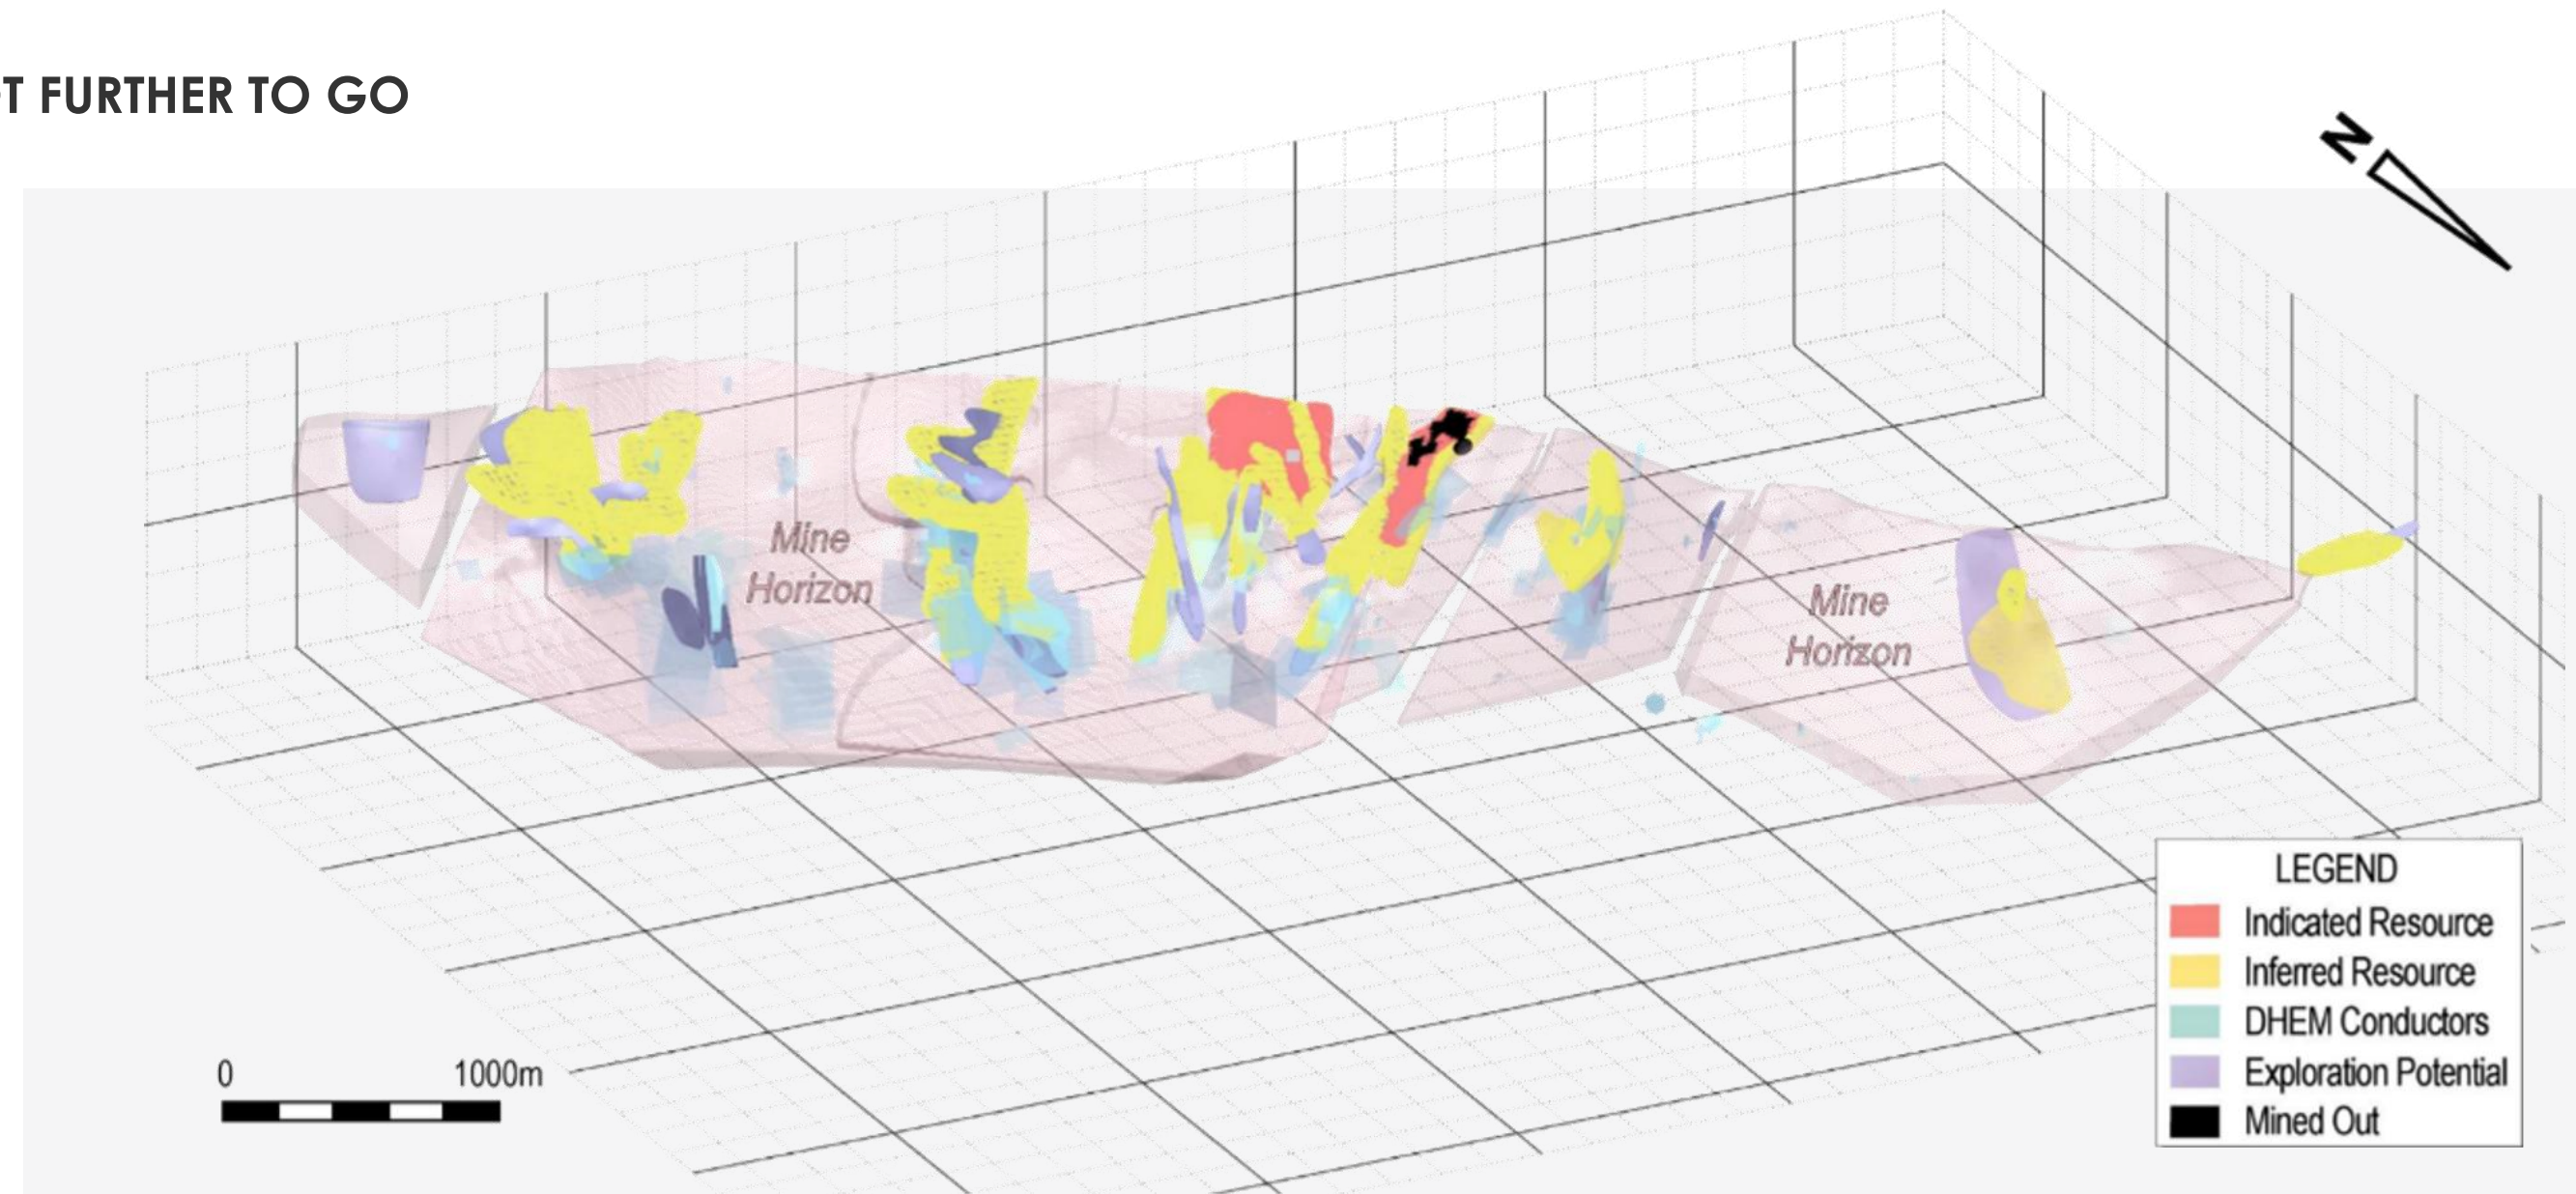 T FURTHER TO GO
N
Mine
Horizon
Mine
Horizon
0 1000m
LEGEND
Indicated Resource
Inferred Resource
DHEM Conductors
Exploration Potential
Mined Out